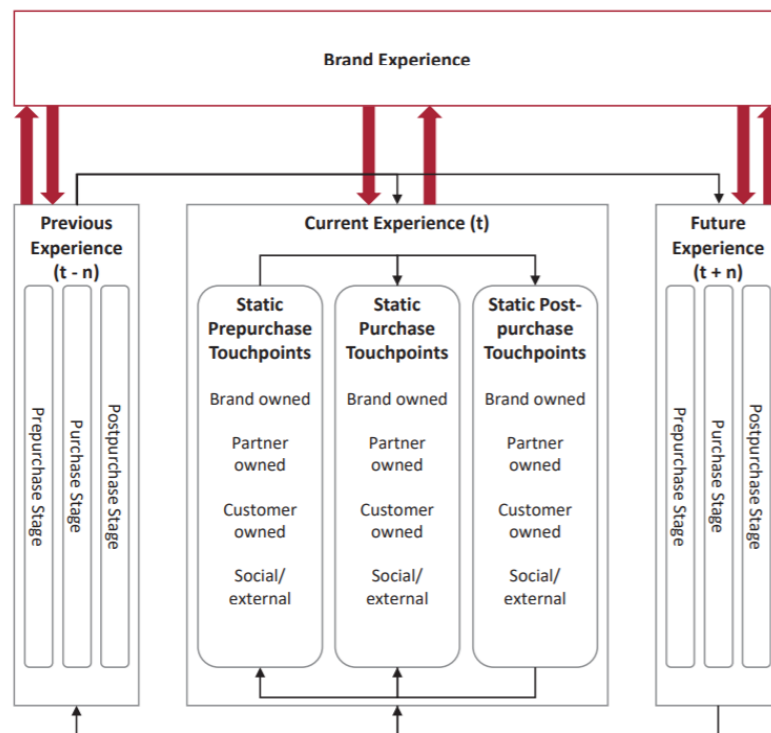 Brand Experience
Previous
Experience
(t - n)
Prepurchase Stage
Purchase Stage
Postpurchase Stage
Current Experience (t)
Static
Prepurchase
Touchpoints
Brand owned
Partner
owned
Customer
owned
Social/
external
Static
Purchase
Touchpoints
Brand owned
Partner
owned
Customer
owned
Social/
external
Static Post-
purchase
Touchpoints
Brand owned
Partner
owned
Customer
owned
Social/
external
Future
Experience
(t + n)
Prepurchase Stage
Purchase Stage
Postpurchase Stage